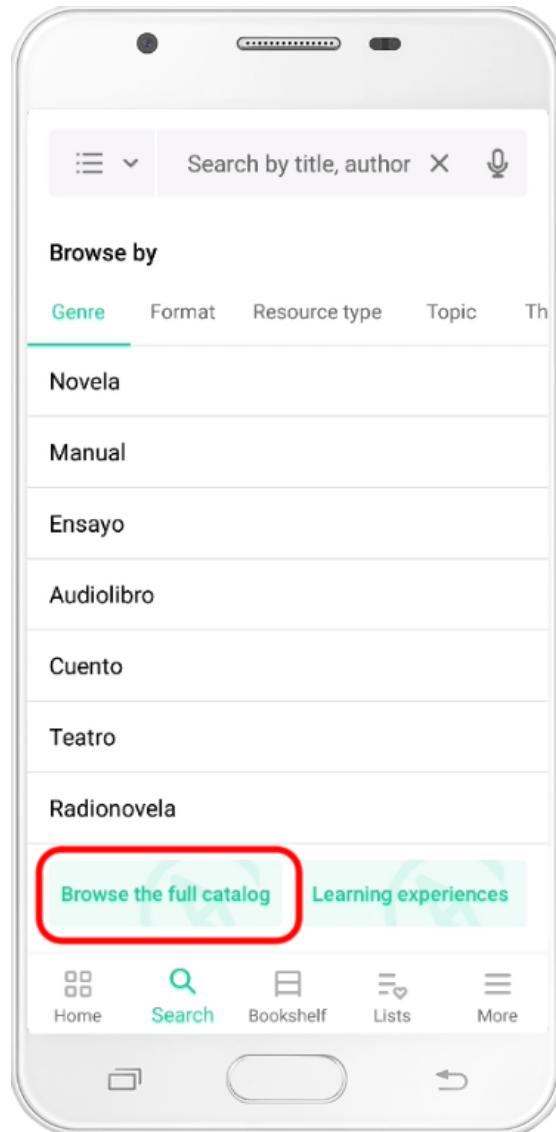 Search by title, author
Browse by
Genre Format Resource type Topic Th
Novela
Manual
Ensayo
Audiolibro
Cuento
Teatro
Radionovela
Browse the full catalog Learning experiences
Home Search Bookshelf Lists More